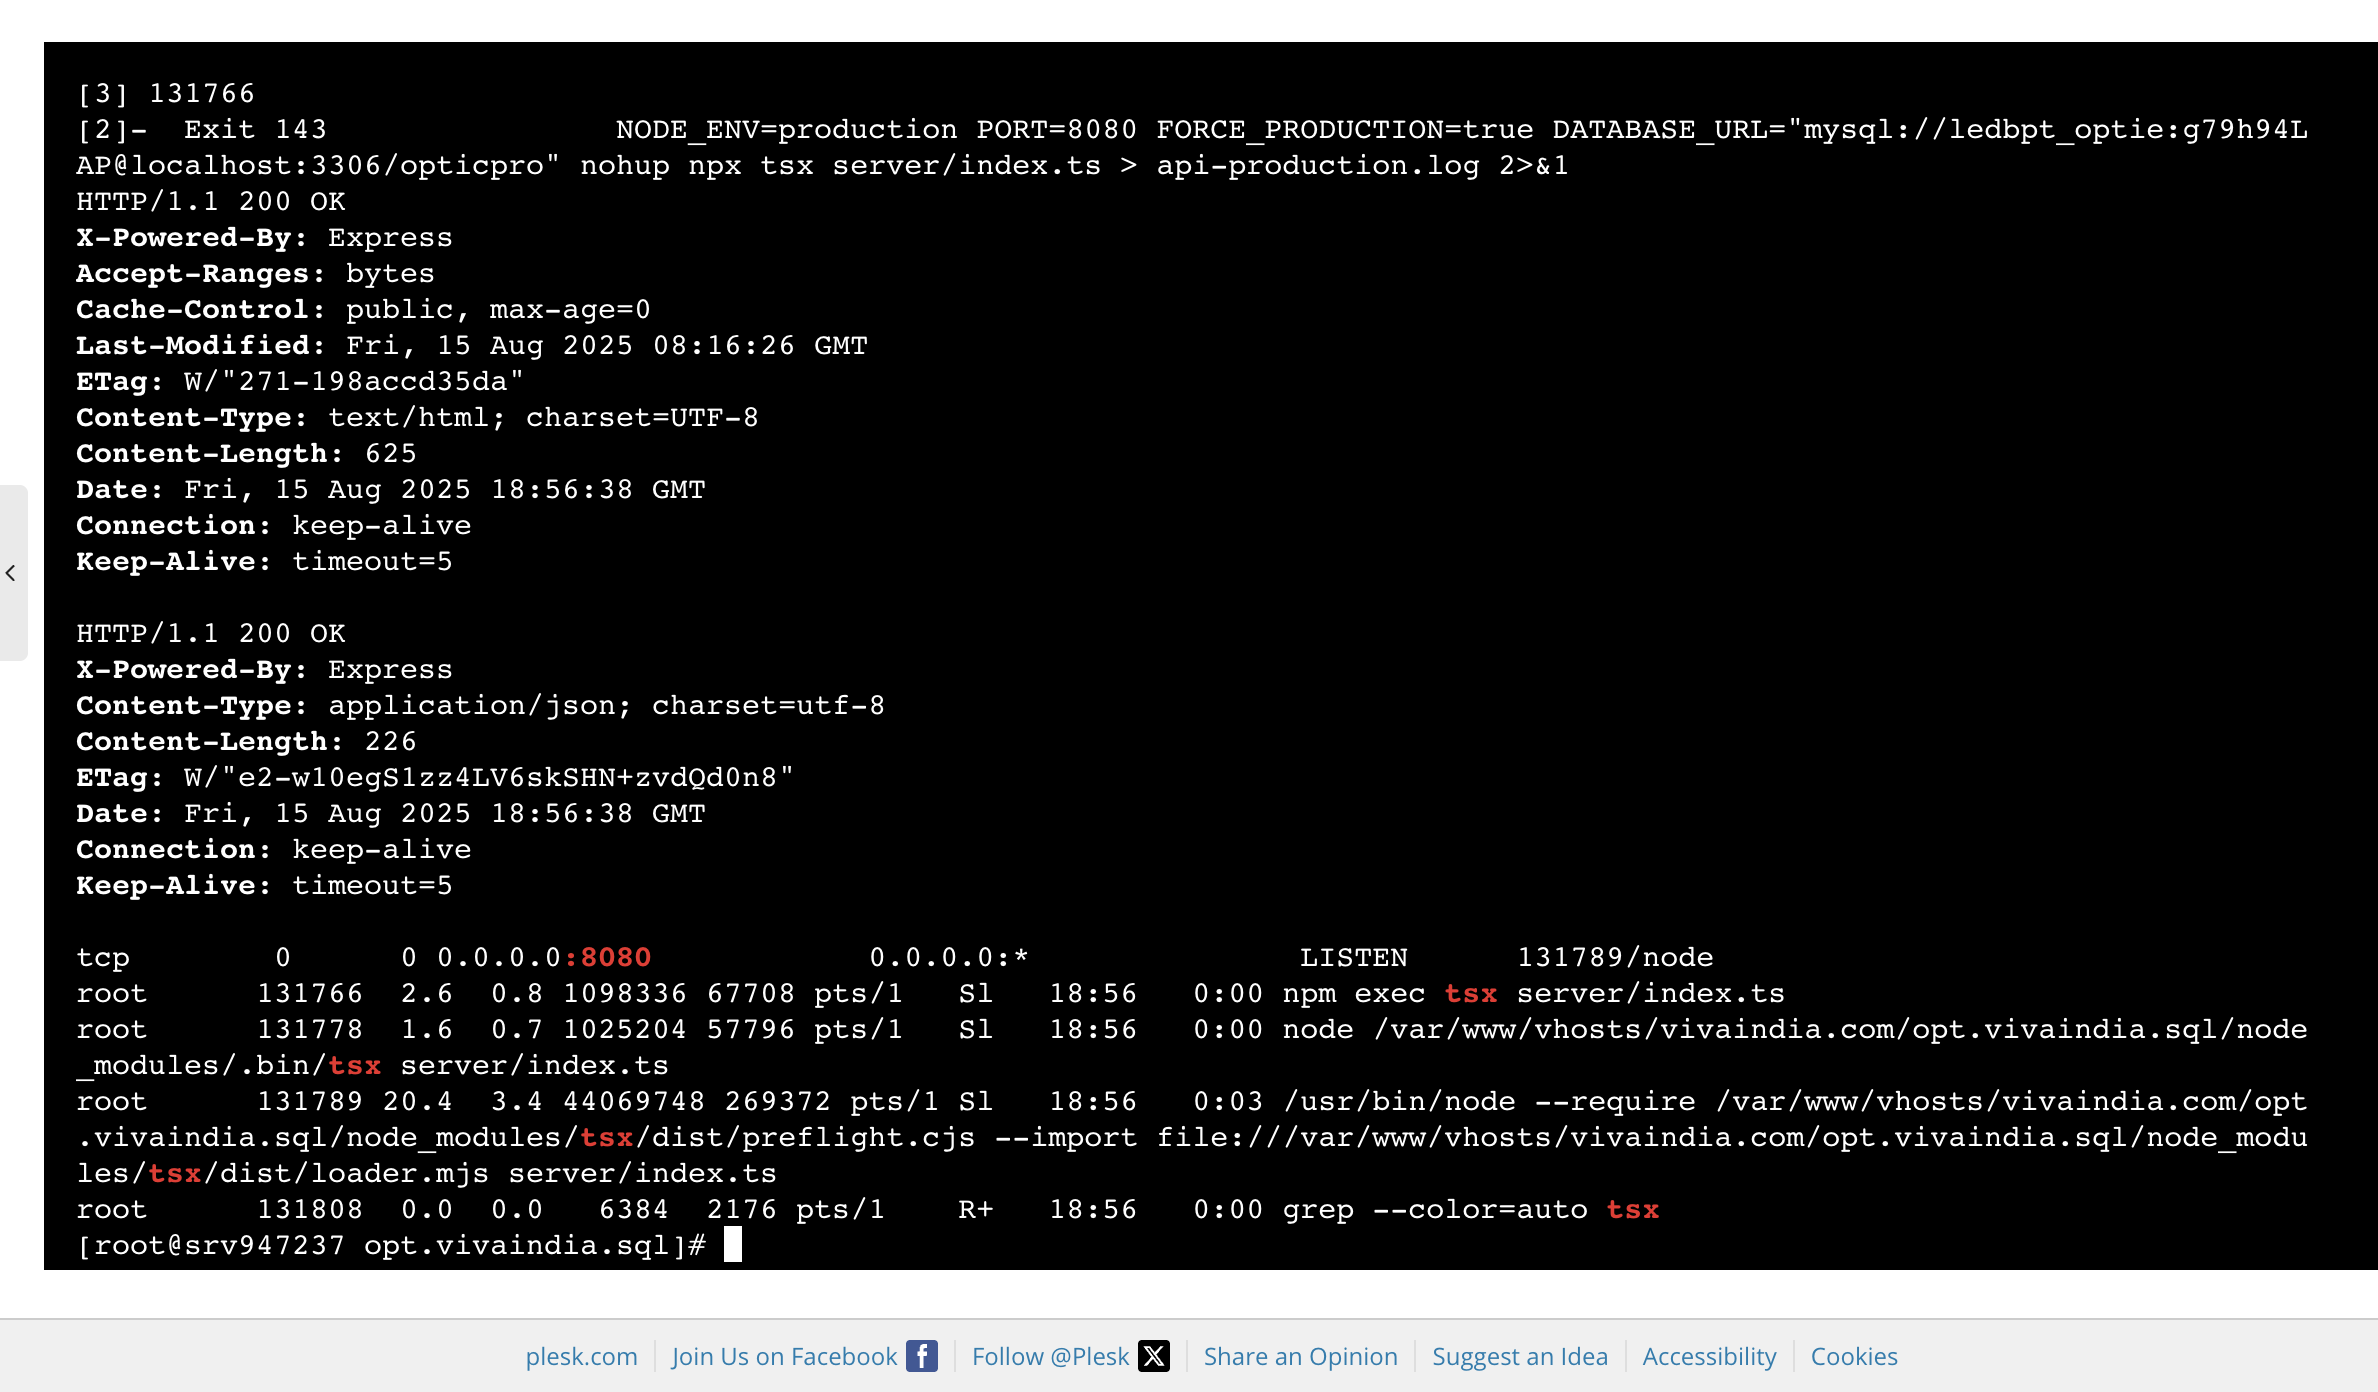 [3] 131766
[2]-  Exit 143                NODE_ENV=production PORT=8080 FORCE_PRODUCTION=true DATABASE_URL="mysql://ledbpt_optie:g79h94L
AP@localhost:3306/opticpro" nohup npx tsx server/index.ts > api-production.log 2>&1
HTTP/1.1 200 OK
X-Powered-By: Express
Accept-Ranges: bytes
Cache-Control: public, max-age=0
Last-Modified: Fri, 15 Aug 2025 08:16:26 GMT
ETag: W/"271-198accd35da"
Content-Type: text/html; charset=UTF-8
Content-Length: 625
Date: Fri, 15 Aug 2025 18:56:38 GMT
Connection: keep-alive
Keep-Alive: timeout=5
HTTP/1.1 200 OK
X-Powered-By: Express
Content-Type: application/json; charset=utf-8
Content-Length: 226
ETag: W/"e2-w10egS1zz4LV6skSHN+zvdQd0n8"
Date: Fri, 15 Aug 2025 18:56:38 GMT
Connection: keep-alive
Keep-Alive: timeout=5
tcp        0      0 0.0.0.0:8080            0.0.0.0:*               LISTEN      131789/node
root      131766  2.6  0.8 1098336 67708 pts/1   Sl   18:56   0:00 npm exec tsx server/index.ts
root      131778  1.6  0.7 1025204 57796 pts/1   Sl   18:56   0:00 node /var/www/vhosts/vivaindia.com/opt.vivaindia.sql/node
_modules/.bin/tsx server/index.ts
root      131789 20.4  3.4 44069748 269372 pts/1 Sl   18:56   0:03 /usr/bin/node --require /var/www/vhosts/vivaindia.com/opt
.vivaindia.sql/node_modules/tsx/dist/preflight.cjs --import file:///var/www/vhosts/vivaindia.com/opt.vivaindia.sql/node_modu
les/tsx/dist/loader.mjs server/index.ts
root      131808  0.0  0.0   6384  2176 pts/1    R+   18:56   0:00 grep --color=auto tsx
[root@srv947237 opt.vivaindia.sql]#
plesk.com Join Us on Facebook Follow @Plesk Share an Opinion Suggest an Idea Accessibility Cookies